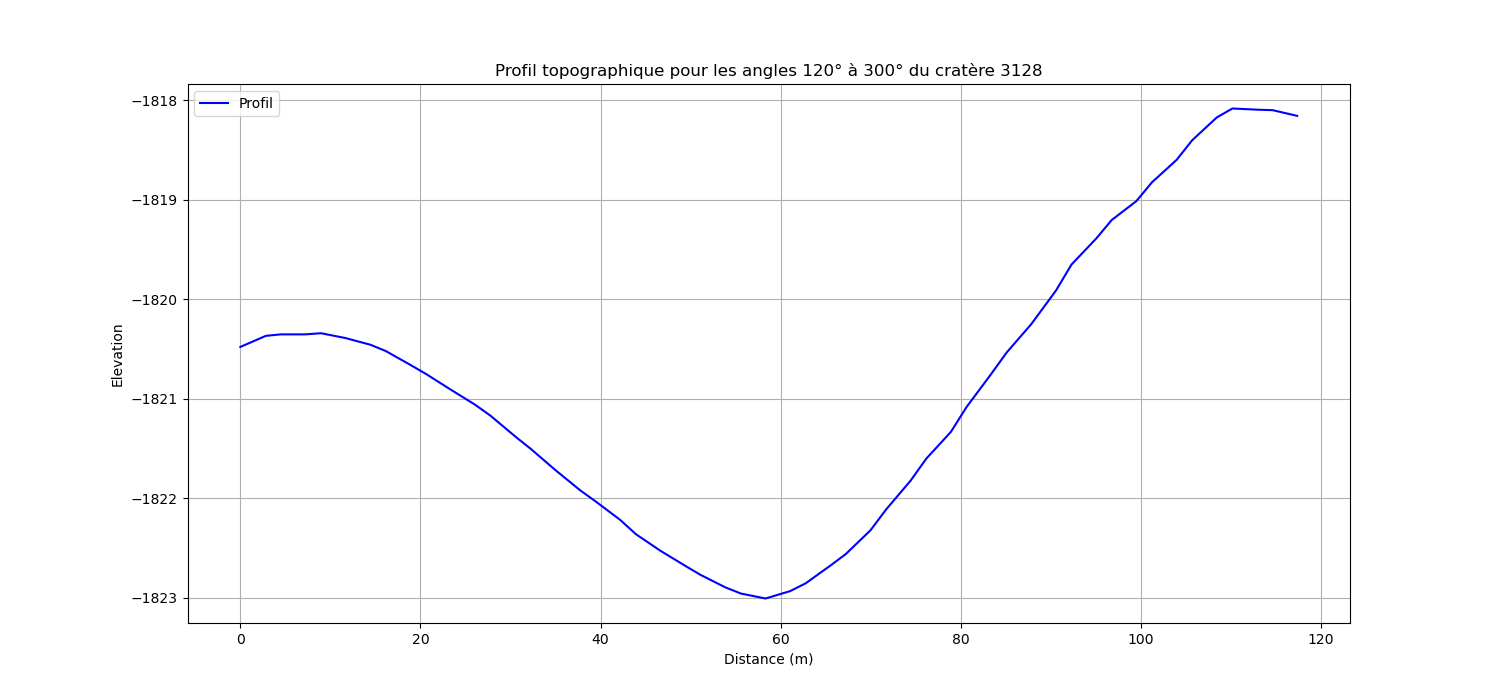 Profil topographique pour les angles 120° à 300° du cratère 3128
Profil
−1818
−1819
−1820
−1821
−1822
−1823
Elevation
0 20 40 60 80 100 120
Distance (m)